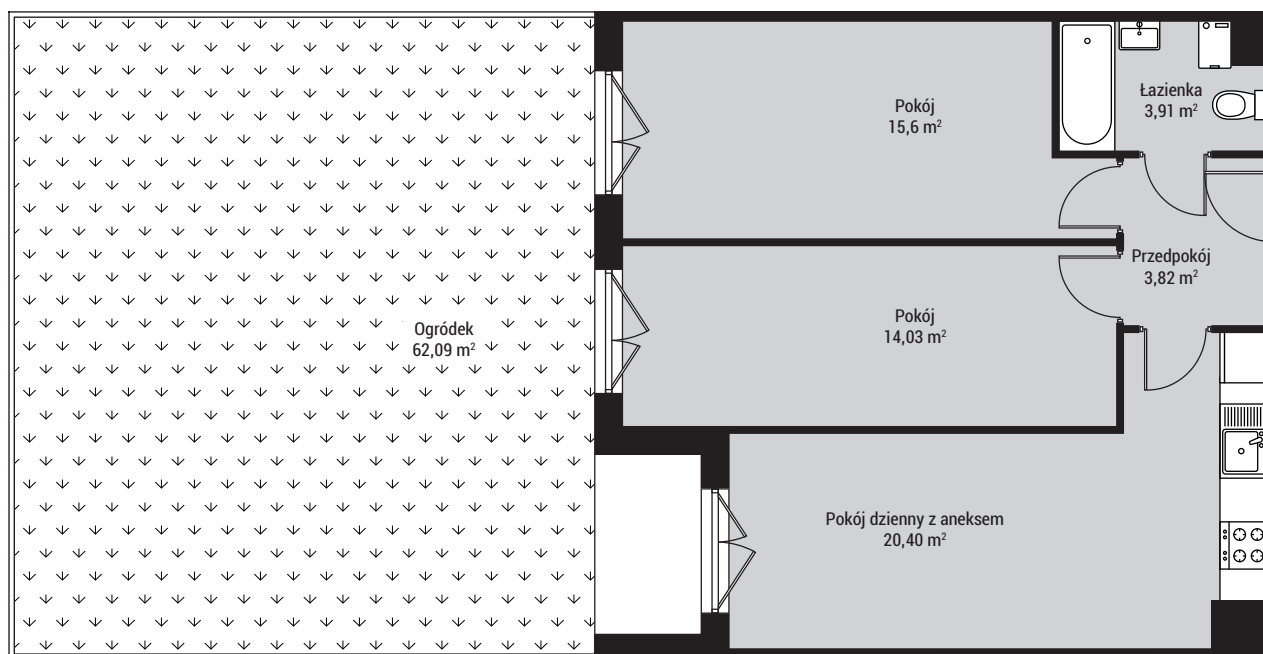 Pokój
15,6 m²
Łazienka
3,91 m²
Przedpokój
3,82 m²
Ogródek
62,09 m²
Pokój
14,03 m²
Pokój dzienny z aneksem
20,40 m²